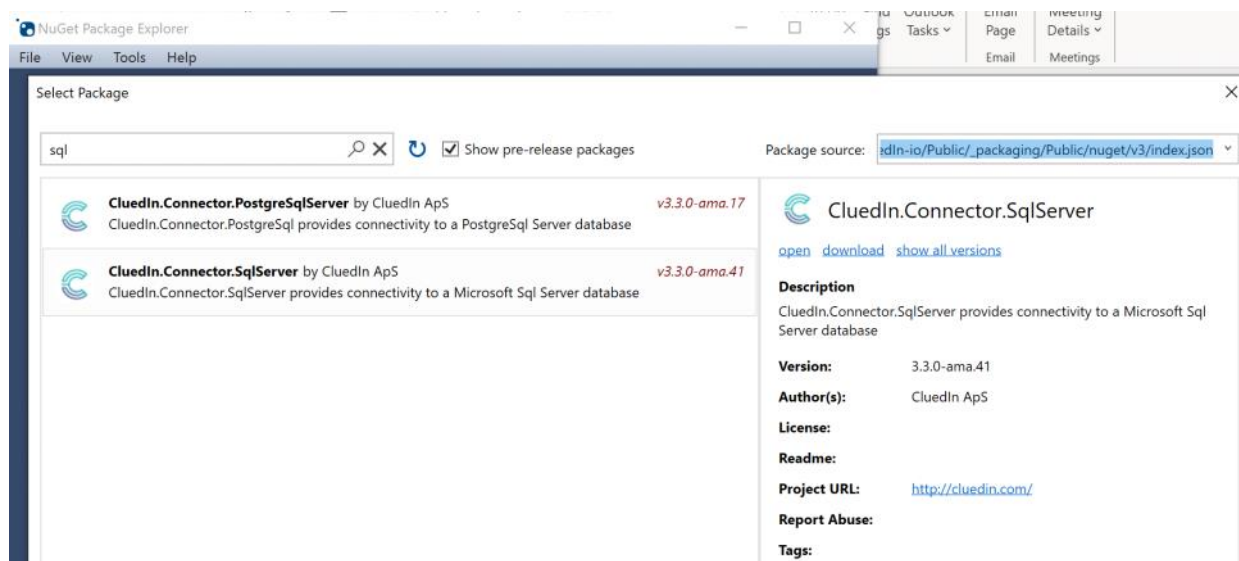 NuGet Package Explorer
Outlook Email Meeting
gs Tasks Page Details
Email Meetings
File View Tools Help
Select Package
sql
Show pre-release packages
Package source: edIn-io/Public/_packaging/Public/nuget/v3/index.json
CluedIn.Connector.PostgreSqlServer by CluedIn ApS v3.3.0-ama.17
CluedIn.Connector.PostgreSql provides connectivity to a PostgreSql Server database
CluedIn.Connector.SqlServer by CluedIn ApS v3.3.0-ama.41
CluedIn.Connector.SqlServer provides connectivity to a Microsoft Sql Server database
CluedIn.Connector.SqlServer
open download show all versions
Description
CluedIn.Connector.SqlServer provides connectivity to a Microsoft Sql
Server database
Version: 3.3.0-ama.41
Author(s): CluedIn ApS
License:
Readme:
Project URL: http://cluedin.com/
Report Abuse:
Tags: